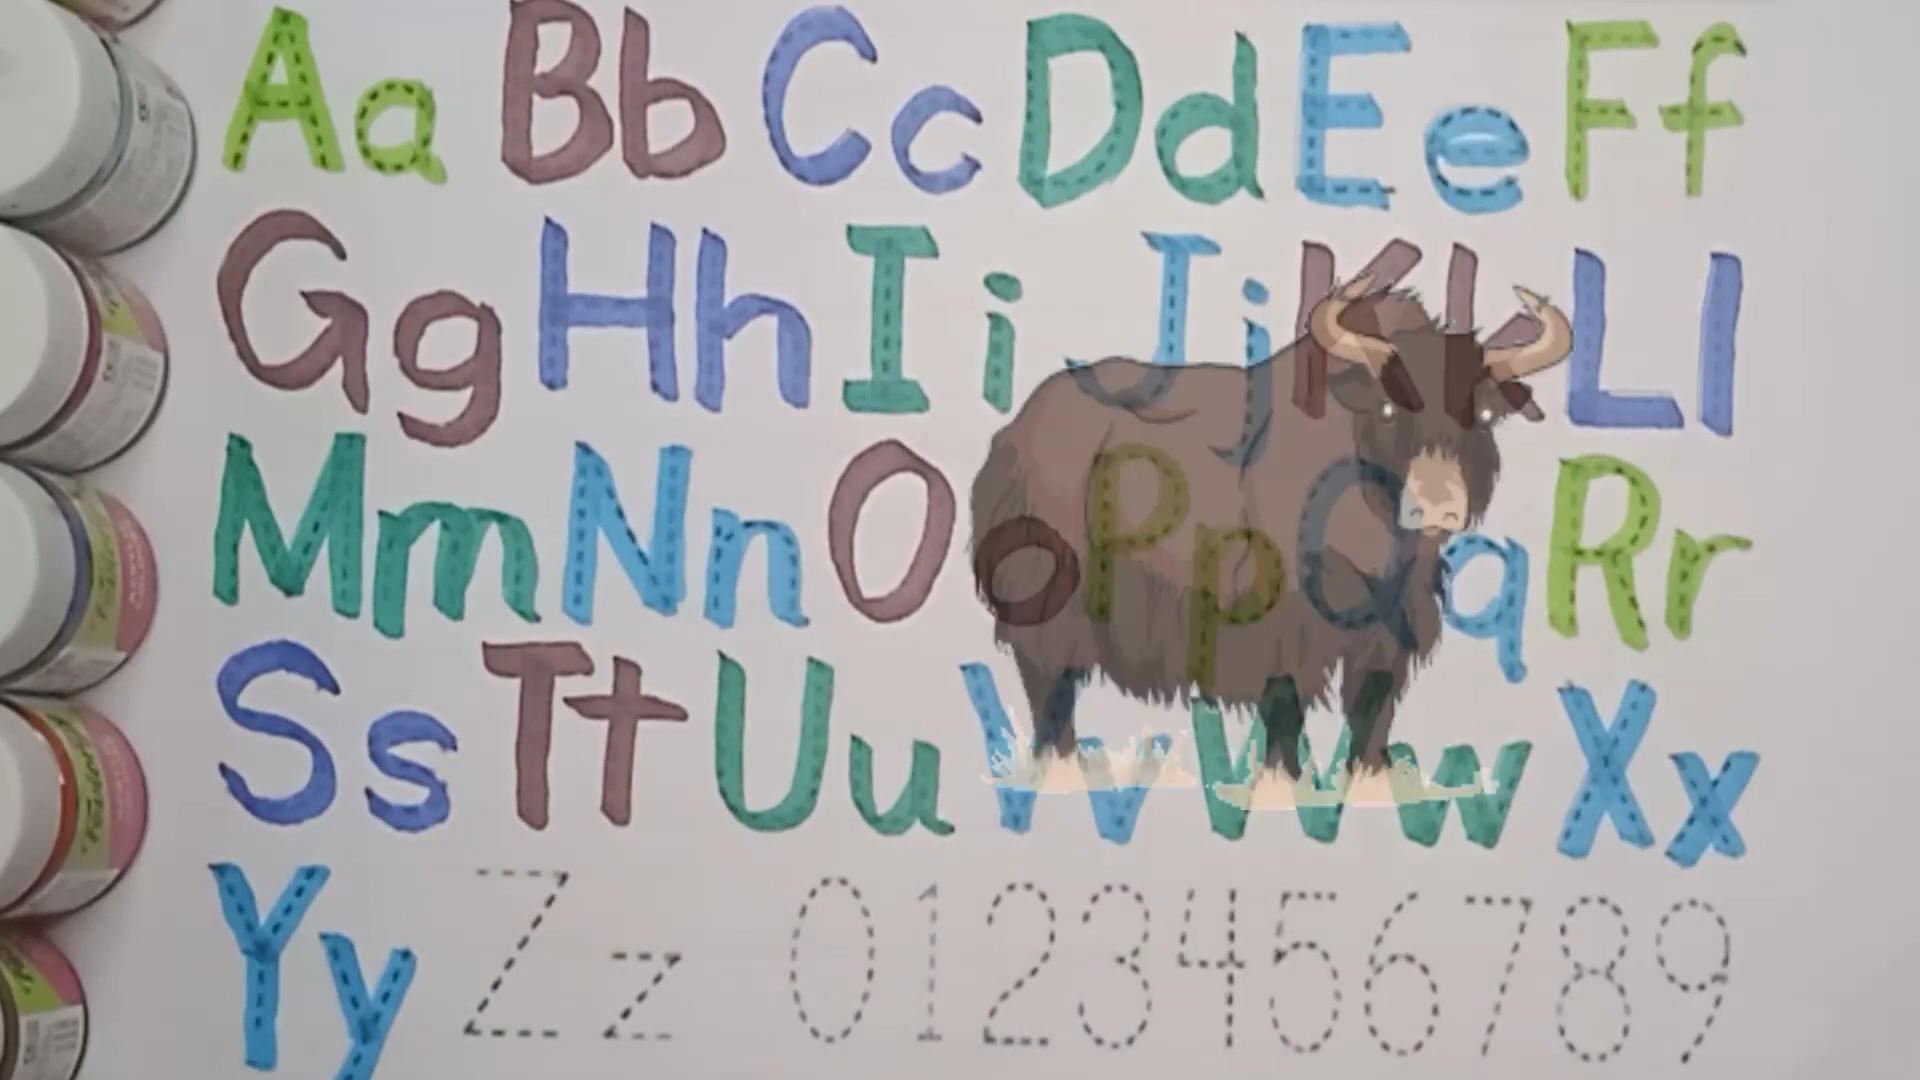 Aa Bb Cc Dd Ee Ff
Gg Hh Ii Jj Kk Ll
Mm Nn Oo Pp Qq Rr
Ss Tt Uu Vv Ww Xx
Yy Zz 0123456789